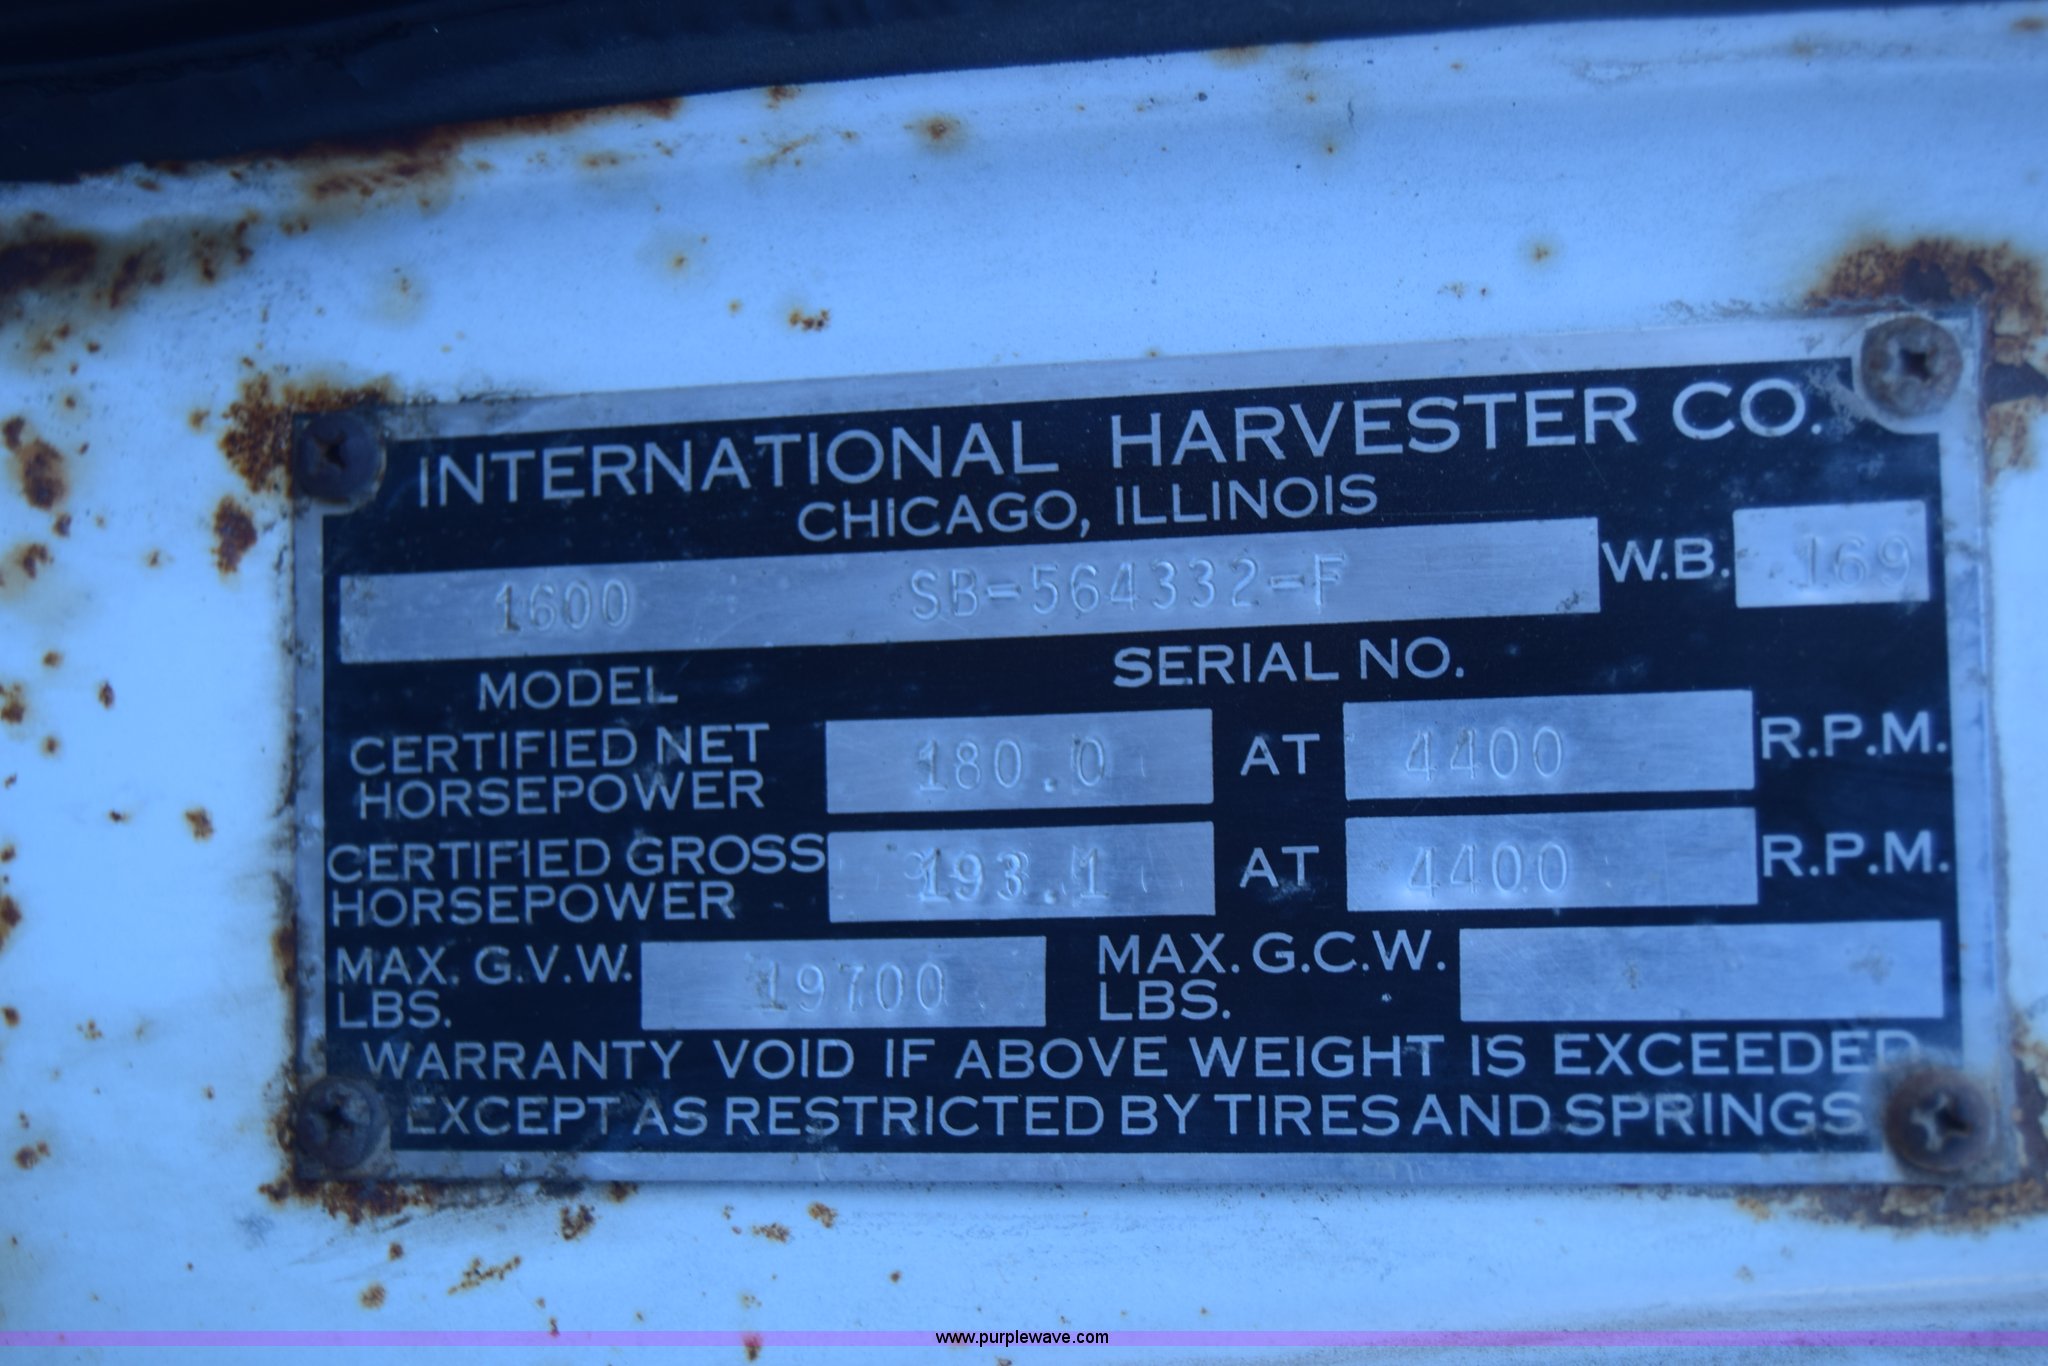 INTERNATIONAL HARVESTER CO.
CHICAGO, ILLINOIS
1600 SB-564332-F W.B. 169
MODEL SERIAL NO.
CERTIFIED NET HORSEPOWER 180.0 AT 4400 R.P.M.
CERTIFIED GROSS HORSEPOWER 193.1 AT 4400 R.P.M.
MAX. G.V.W. LBS. 19700 MAX. G.C.W. LBS.
WARRANTY VOID IF ABOVE WEIGHT IS EXCEEDED
EXCEPT AS RESTRICTED BY TIRES AND SPRINGS
www.purplewave.com